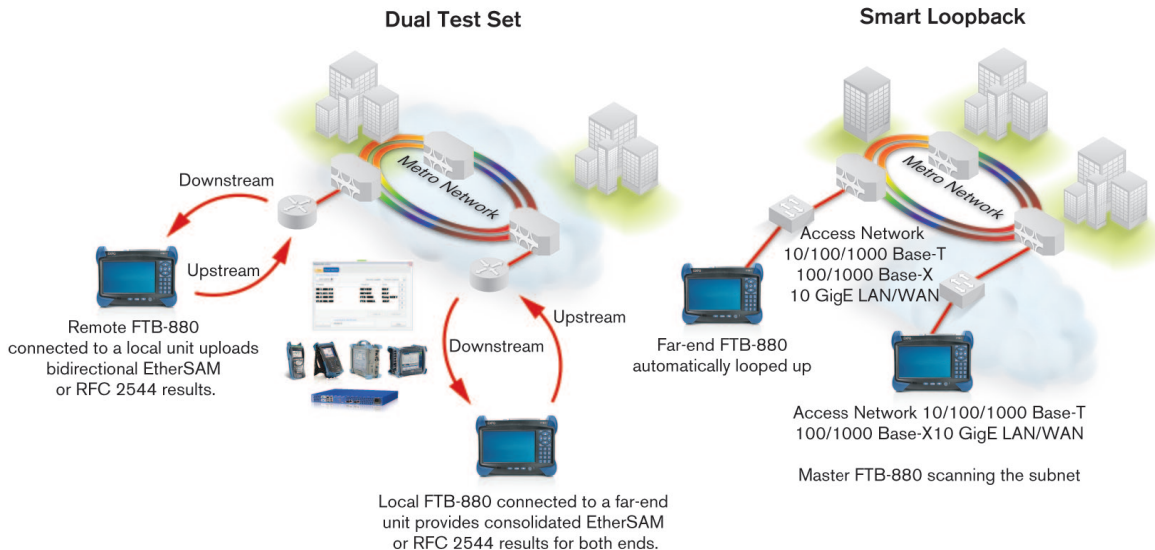 Dual Test Set
Downstream
Upstream
Metro Network
Remote FTB-880
connected to a local unit uploads
bidirectional EtherSAM
or RFC 2544 results.
Downstream
Upstream
Local FTB-880 connected to a far-end
unit provides consolidated EtherSAM
or RFC 2544 results for both ends.
Smart Loopback
Metro Network
Access Network
10/100/1000 Base-T
100/1000 Base-X
10 GigE LAN/WAN
Far-end FTB-880
automatically looped up
Access Network 10/100/1000 Base-T
100/1000 Base-X10 GigE LAN/WAN
Master FTB-880 scanning the subnet